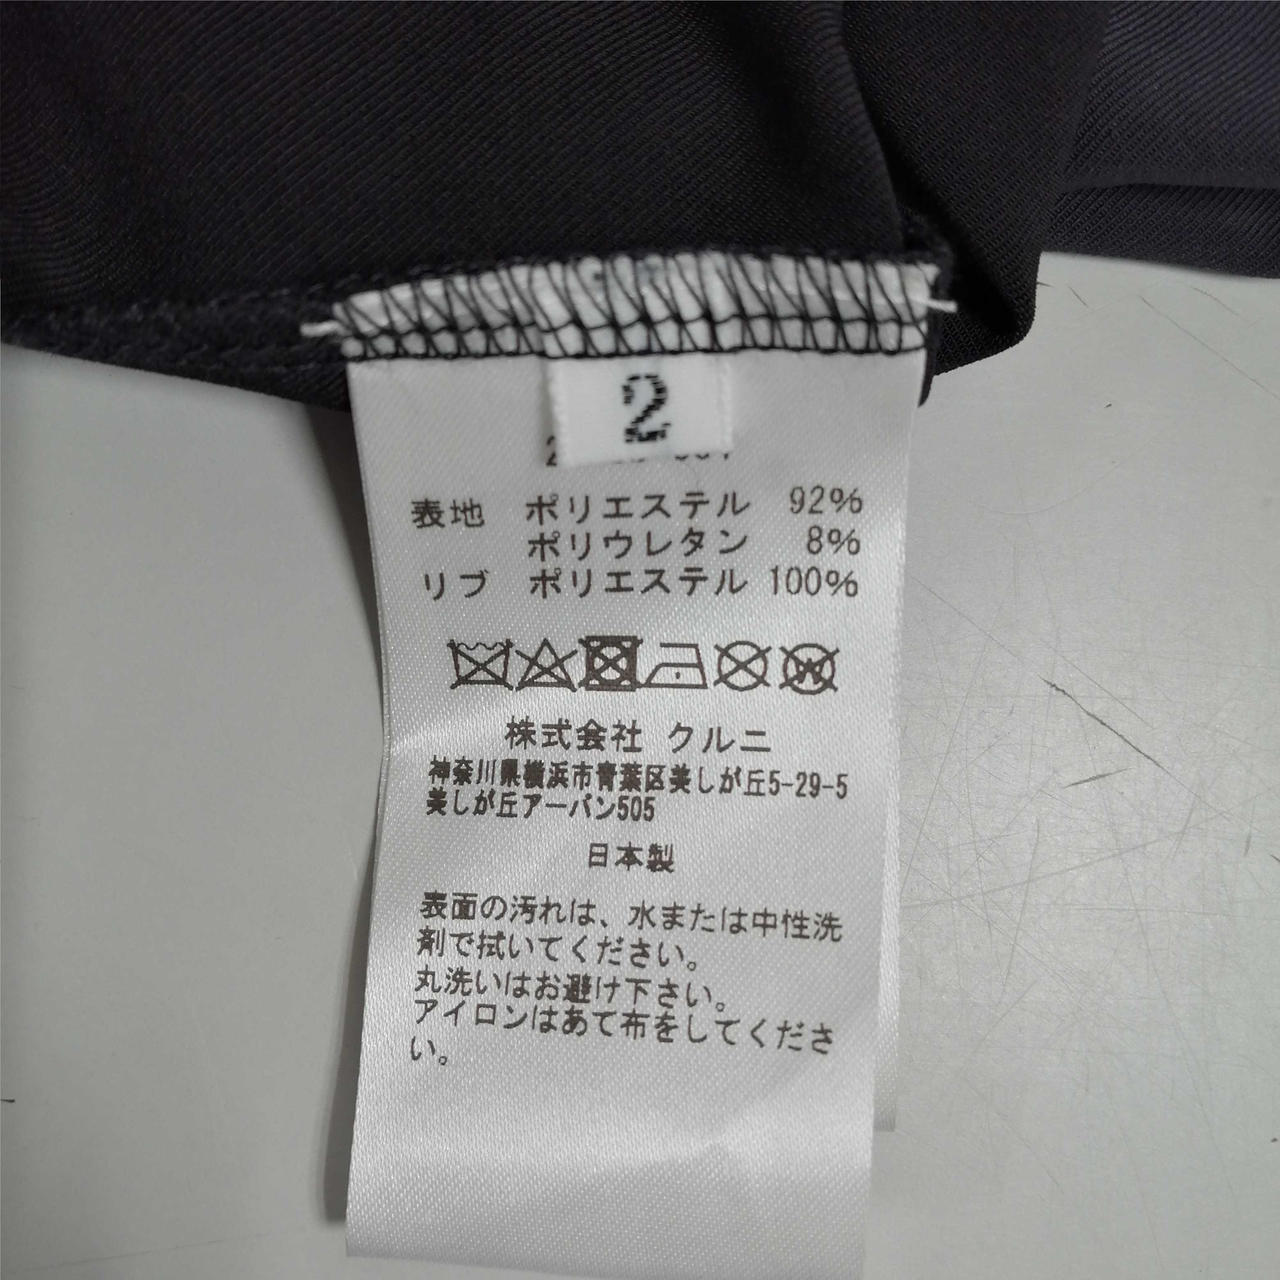 2
表地 ポリエステル 92%
ポリウレタン 8%
リブ ポリエステル 100%
株式会社 クルニ
神奈川県横浜市青葉区美しが丘5-29-5
美しが丘アーバン505
日本製
表面の汚れは、水または中性洗
剤で拭いてください。
丸洗いはお避け下さい。
アイロンはあて布をしてくださ
い。